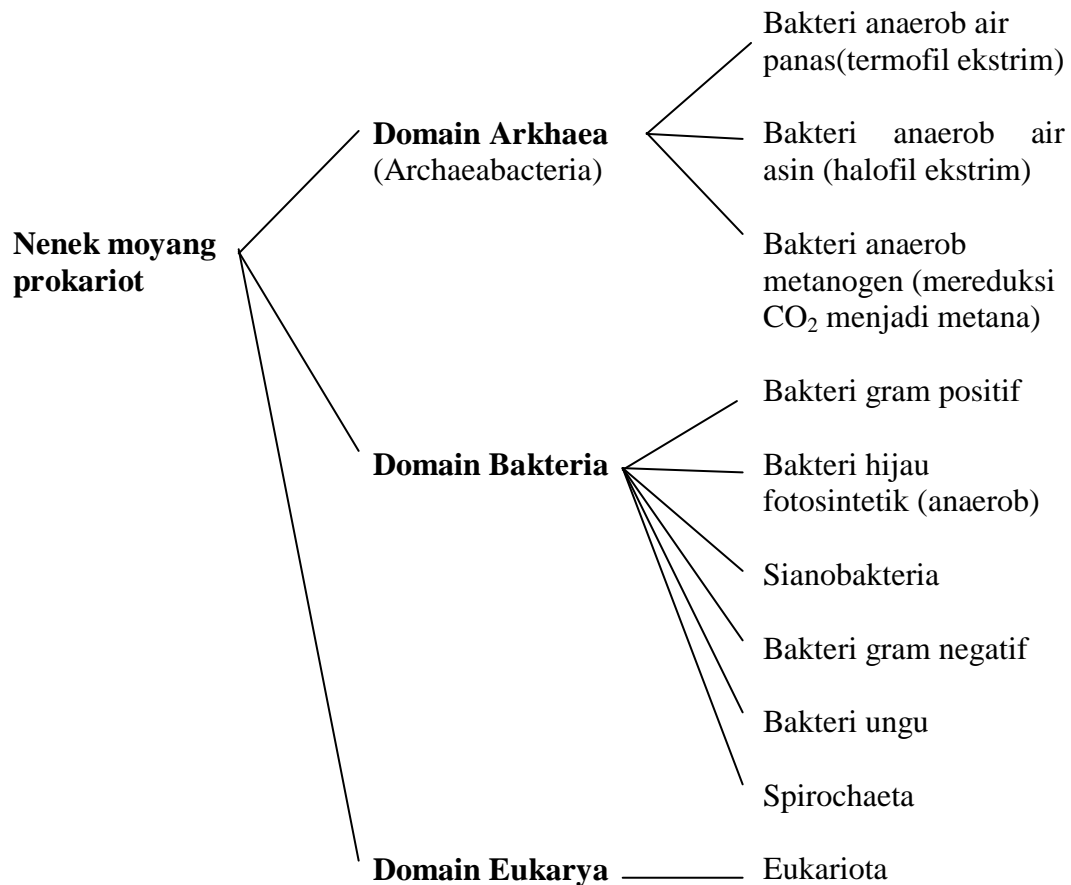 Nenek moyang
prokariot
Domain Arkhaea
(Archaeabacteria)
Bakteri anaerob air
panas(termofil ekstrim)
Bakteri anaerob air
asin (halofil ekstrim)
Bakteri anaerob
metanogen (mereduksi
CO₂ menjadi metana)
Domain Bakteria
Bakteri gram positif
Bakteri hijau
fotosintetik (anaerob)
Sianobakteria
Bakteri gram negatif
Bakteri ungu
Spirochaeta
Domain Eukarya
Eukariota